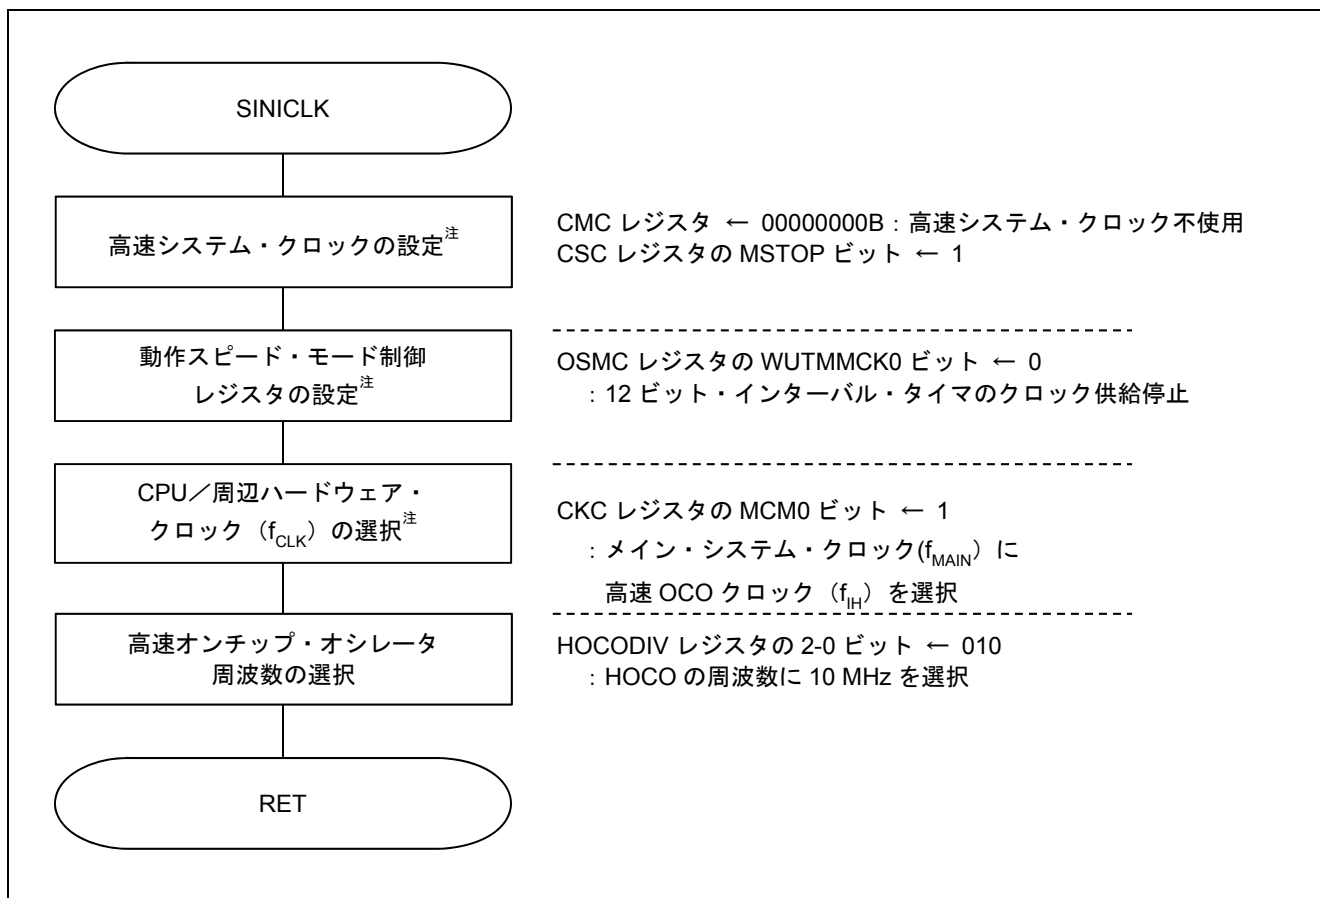 SINICLK
高速システム・クロックの設定注
CMC レジスタ ← 00000000B：高速システム・クロック不使用
CSC レジスタの MSTOP ビット ← 1
動作スピード・モード制御
レジスタの設定注
OSMC レジスタの WUTMMCK0 ビット ← 0
：12 ビット・インターバル・タイマのクロック供給停止
CPU／周辺ハードウェア・
クロック（fCLK）の選択注
CKC レジスタの MCM0 ビット ← 1
：メイン・システム・クロック(fMAIN）に
高速 OCO クロック（fIH）を選択
高速オンチップ・オシレータ
周波数の選択
HOCODIV レジスタの 2-0 ビット ← 010
：HOCO の周波数に 10 MHz を選択
RET